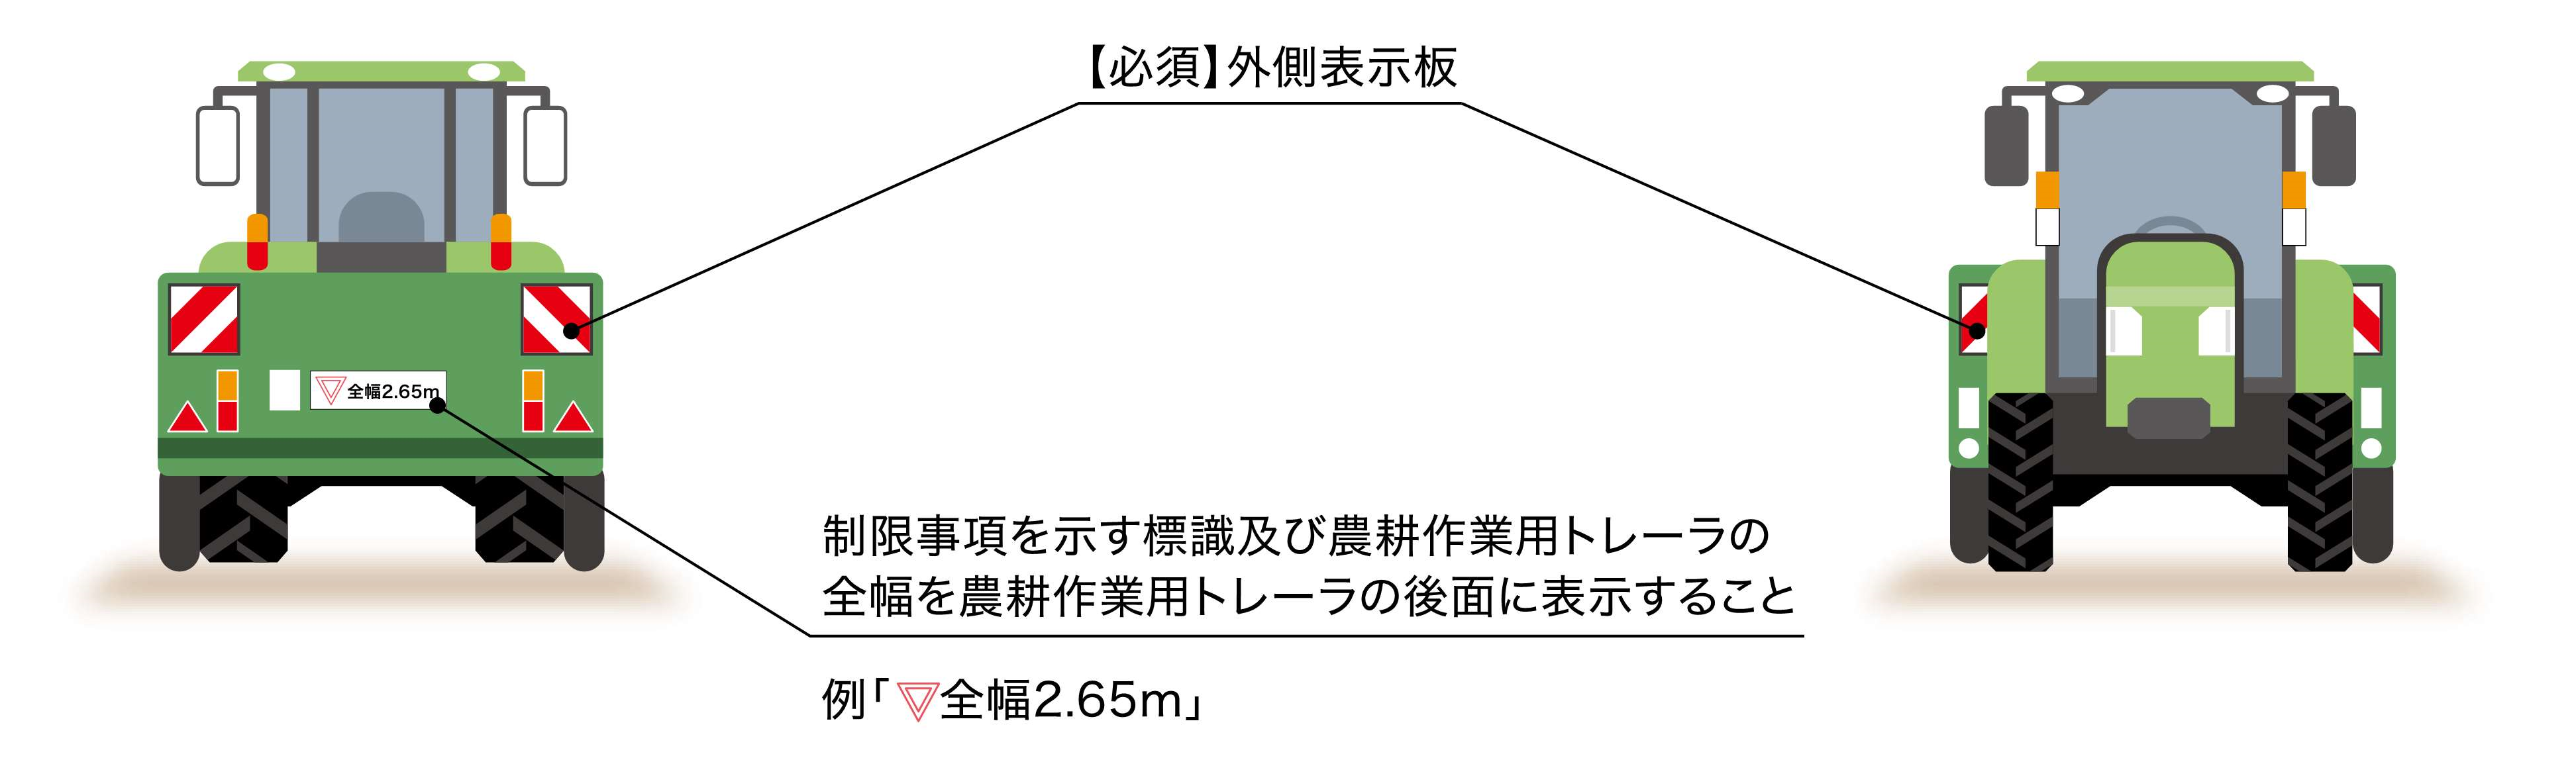 【必須】外側表示板
▽全幅2.65m
制限事項を示す標識及び農耕作業用トレーラの
全幅を農耕作業用トレーラの後面に表示すること
例「▽全幅2.65m」